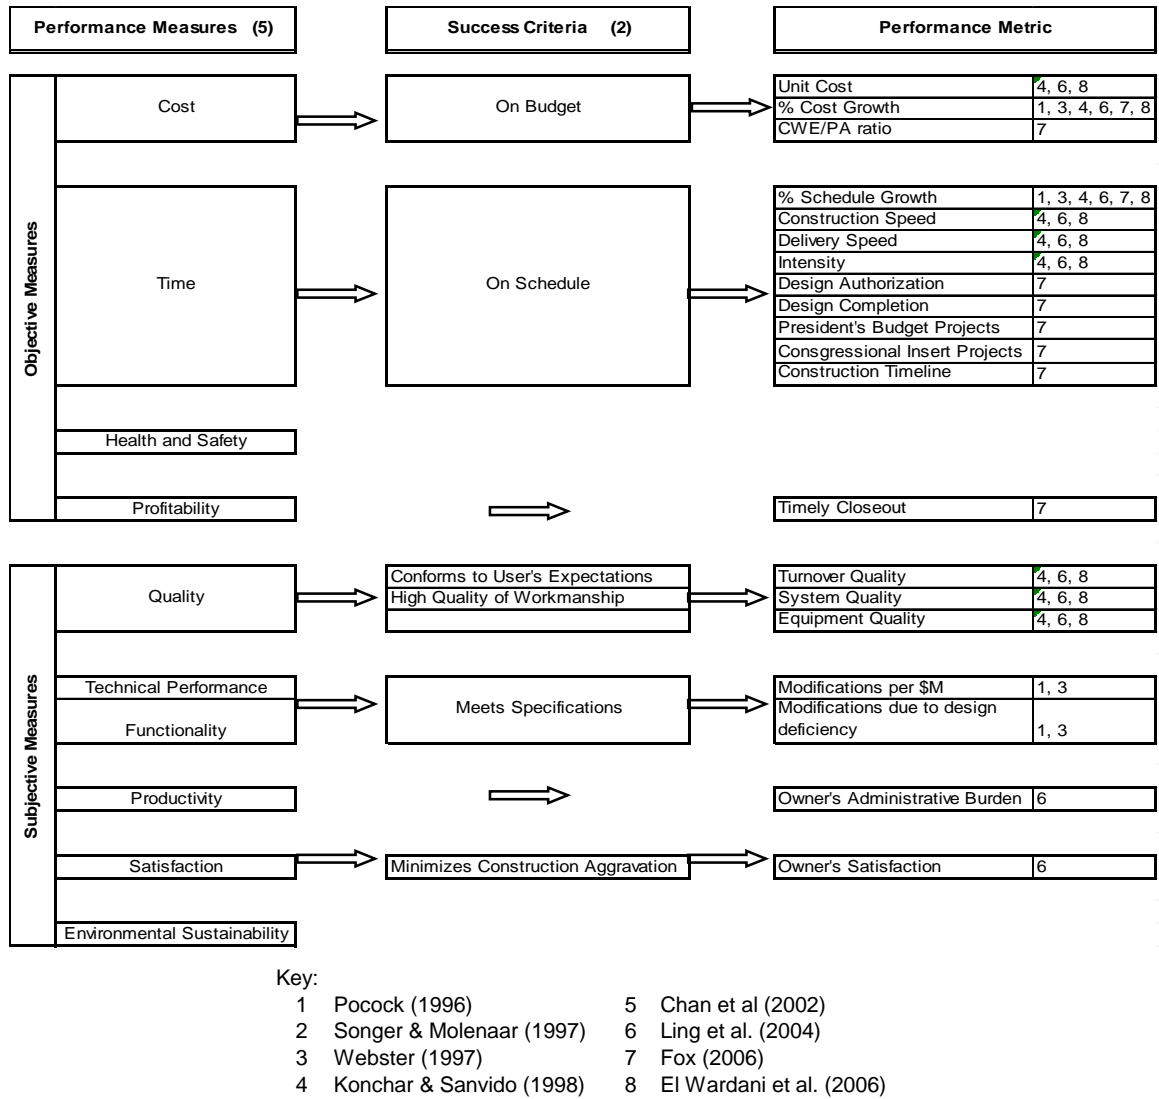 Performance Measures (5)
Success Criteria (2)
Performance Metric
Objective Measures
Cost
On Budget
Unit Cost 4, 6, 8
% Cost Growth 1, 3, 4, 6, 7, 8
CWE/PA ratio 7
Time
On Schedule
% Schedule Growth 1, 3, 4, 6, 7, 8
Construction Speed 4, 6, 8
Delivery Speed 4, 6, 8
Intensity 4, 6, 8
Design Authorization 7
Design Completion 7
President's Budget Projects 7
Consgressional Insert Projects 7
Construction Timeline 7
Health and Safety
Profitability
Timely Closeout 7
Subjective Measures
Quality
Conforms to User's Expectations
High Quality of Workmanship
Turnover Quality 4, 6, 8
System Quality 4, 6, 8
Equipment Quality 4, 6, 8
Technical Performance
Functionality
Meets Specifications
Modifications per $M 1, 3
Modifications due to design
deficiency 1, 3
Productivity
Owner's Administrative Burden 6
Satisfaction
Minimizes Construction Aggravation
Owner's Satisfaction 6
Environmental Sustainability
Key:
1 Pocock (1996)
2 Songer & Molenaar (1997)
3 Webster (1997)
4 Konchar & Sanvido (1998)
5 Chan et al (2002)
6 Ling et al. (2004)
7 Fox (2006)
8 El Wardani et al. (2006)